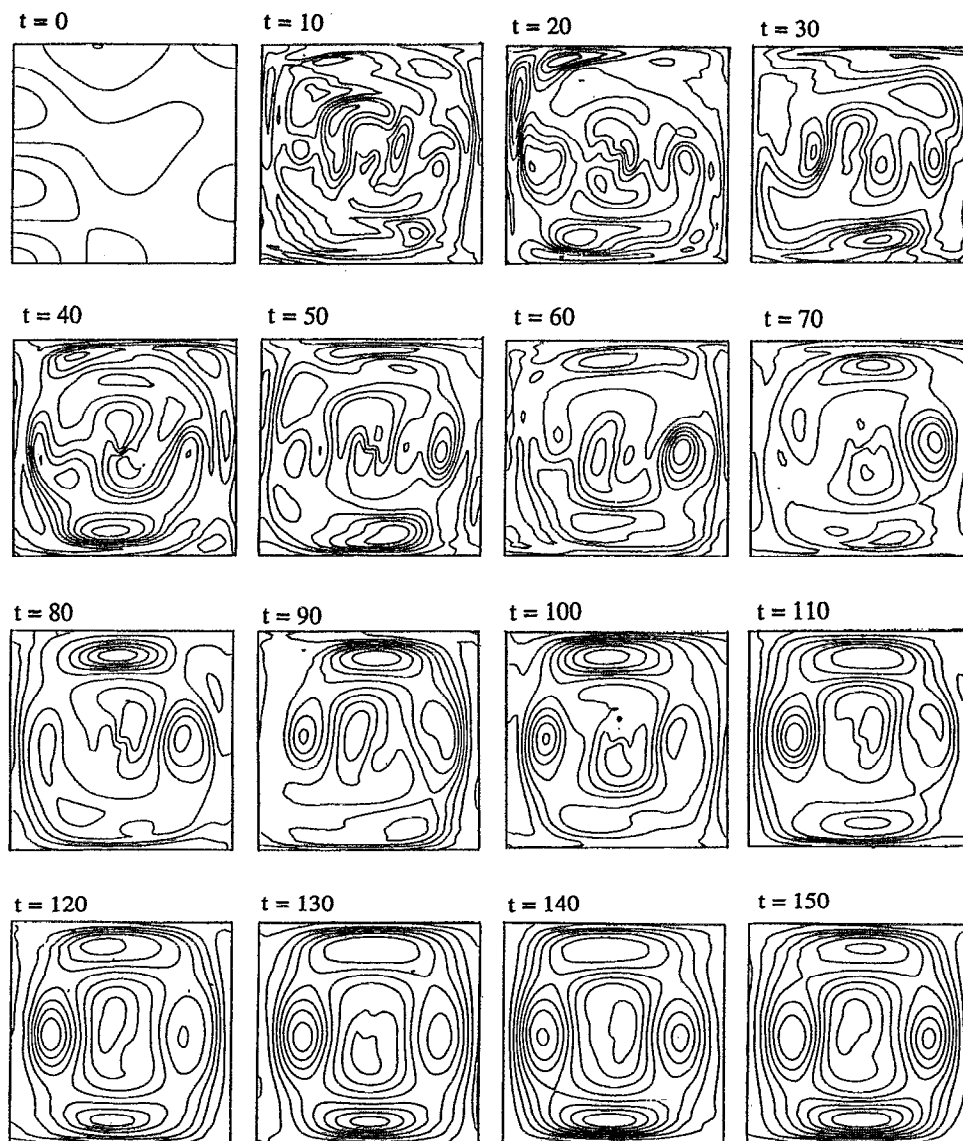 t = 0
t = 10
t = 20
t = 30
t = 40
t = 50
t = 60
t = 70
t = 80
t = 90
t = 100
t = 110
t = 120
t = 130
t = 140
t = 150